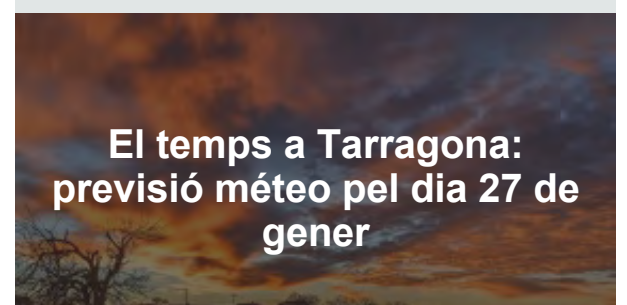 El temps a Tarragona:
previsió méteo pel dia 27 de
gener